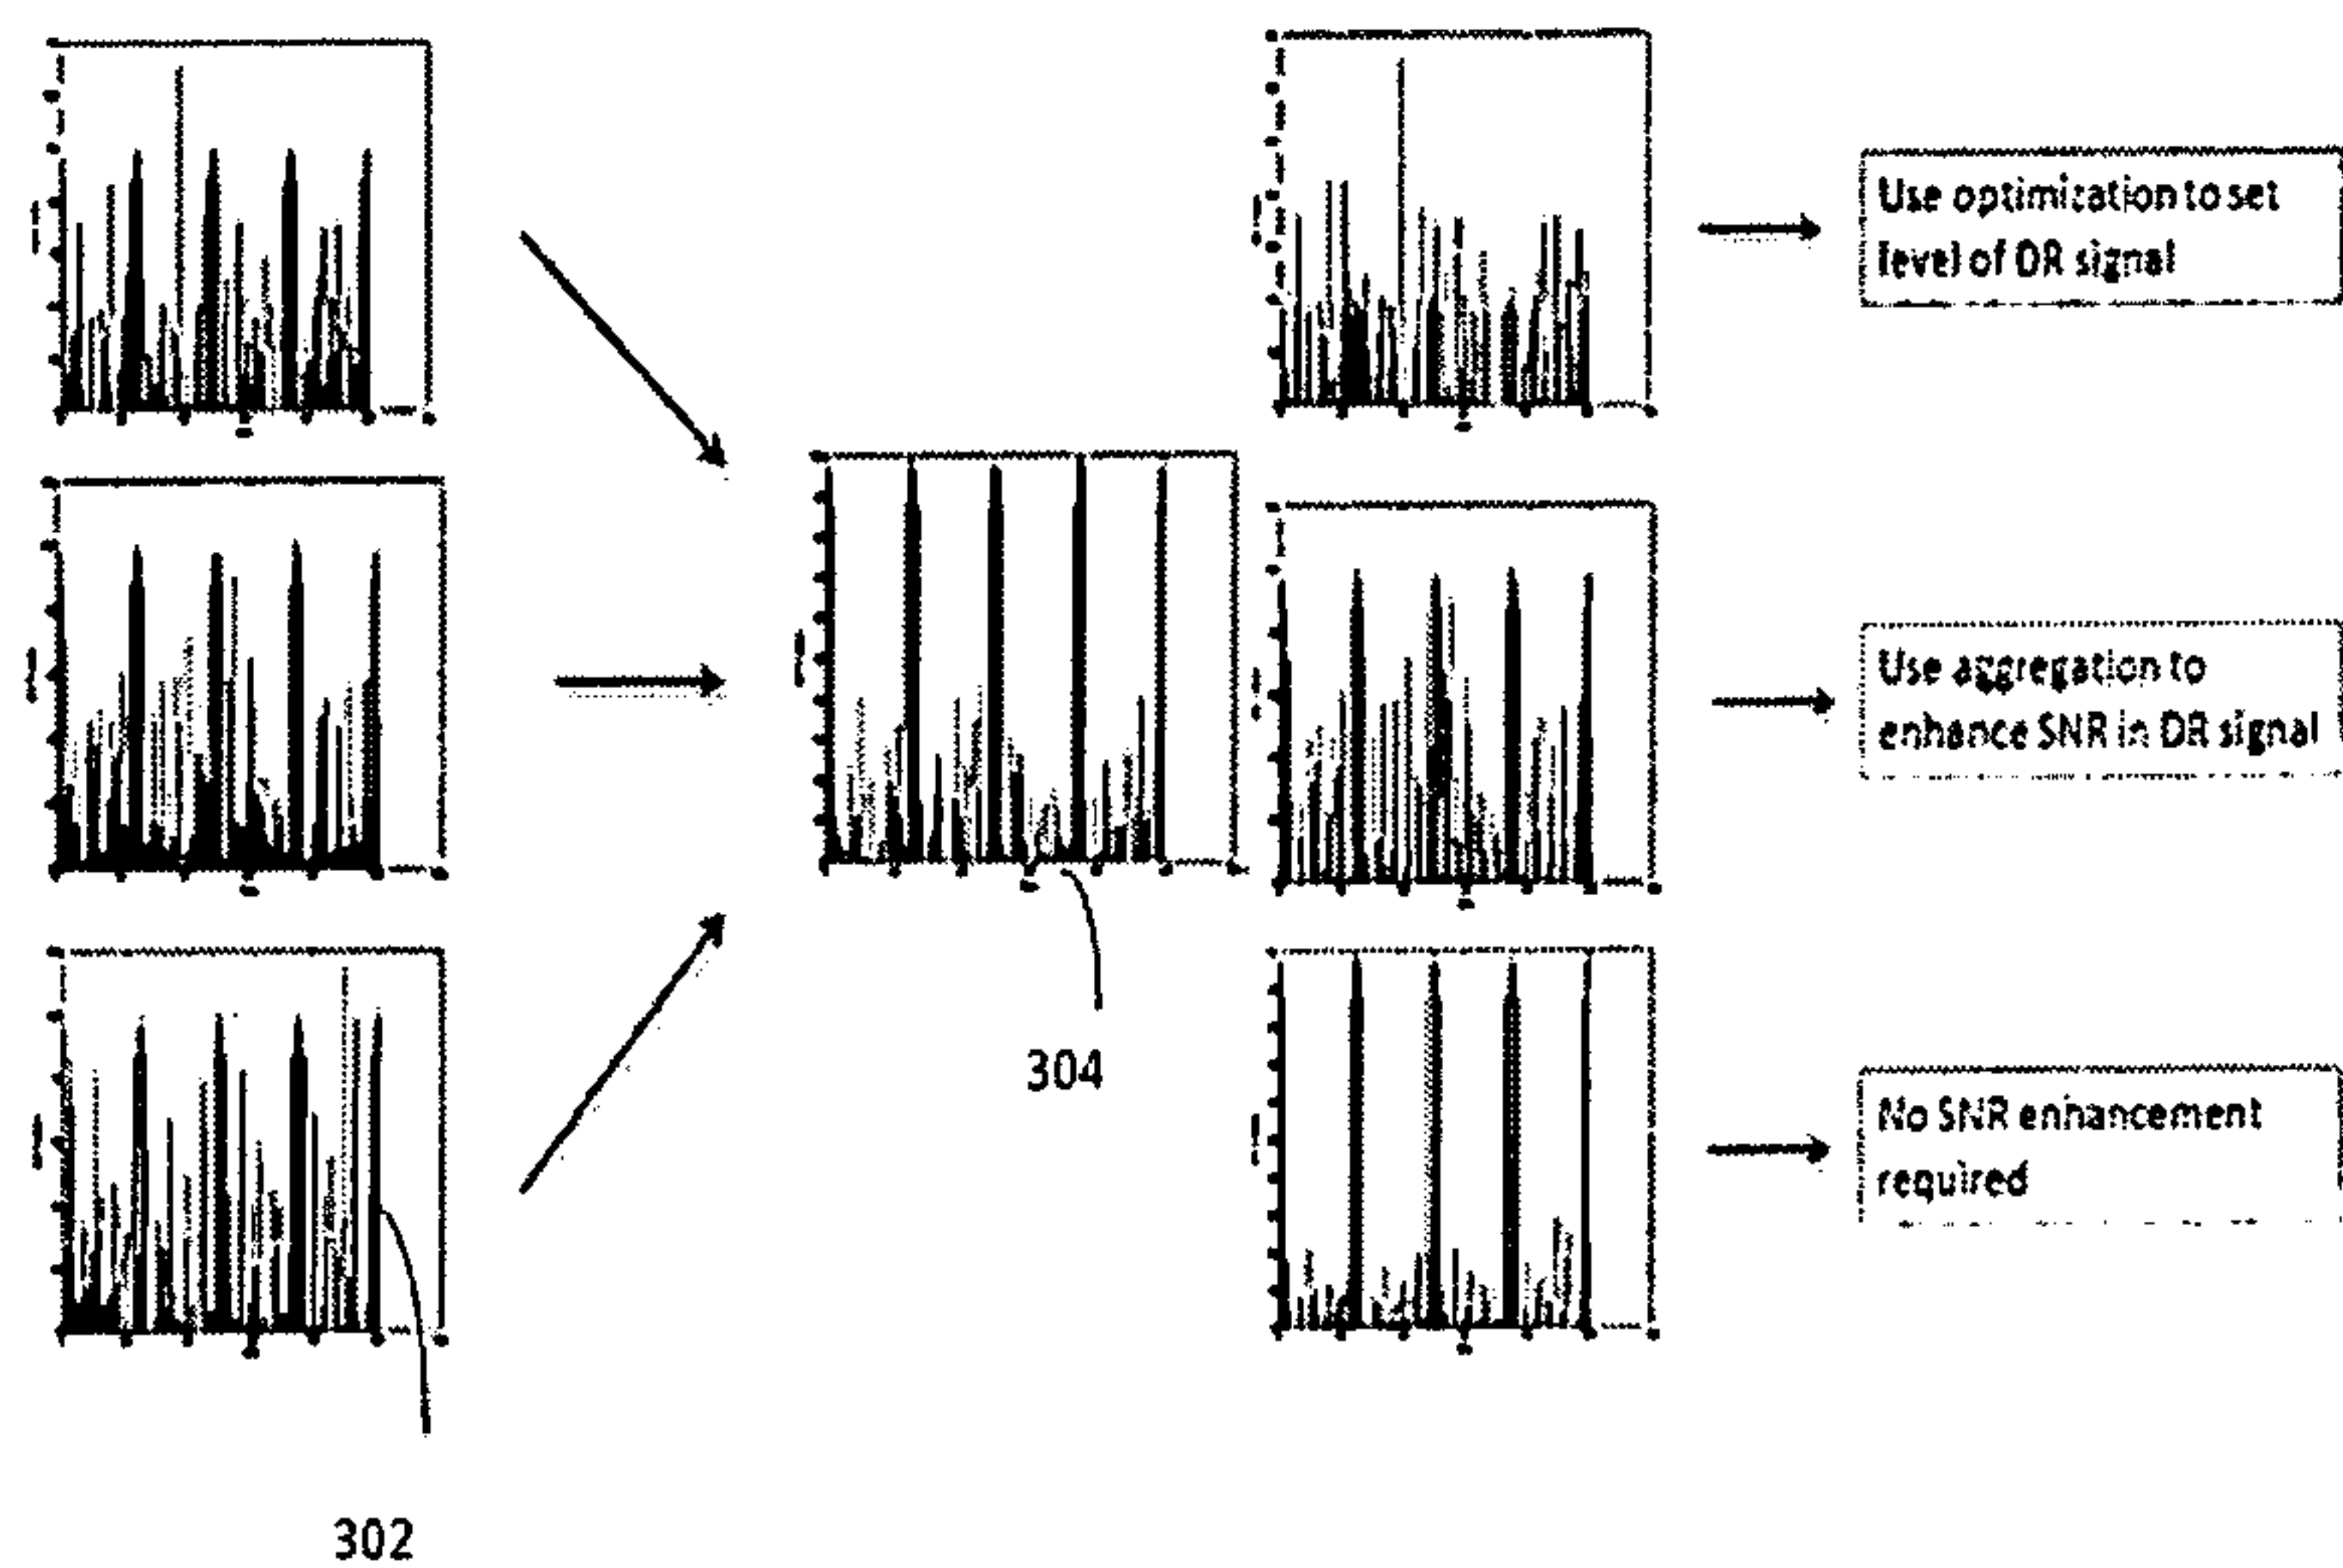 Use optimization to set
level of DR signal
Use aggregation to
enhance SNR in DR signal
304
No SNR enhancement
required
302